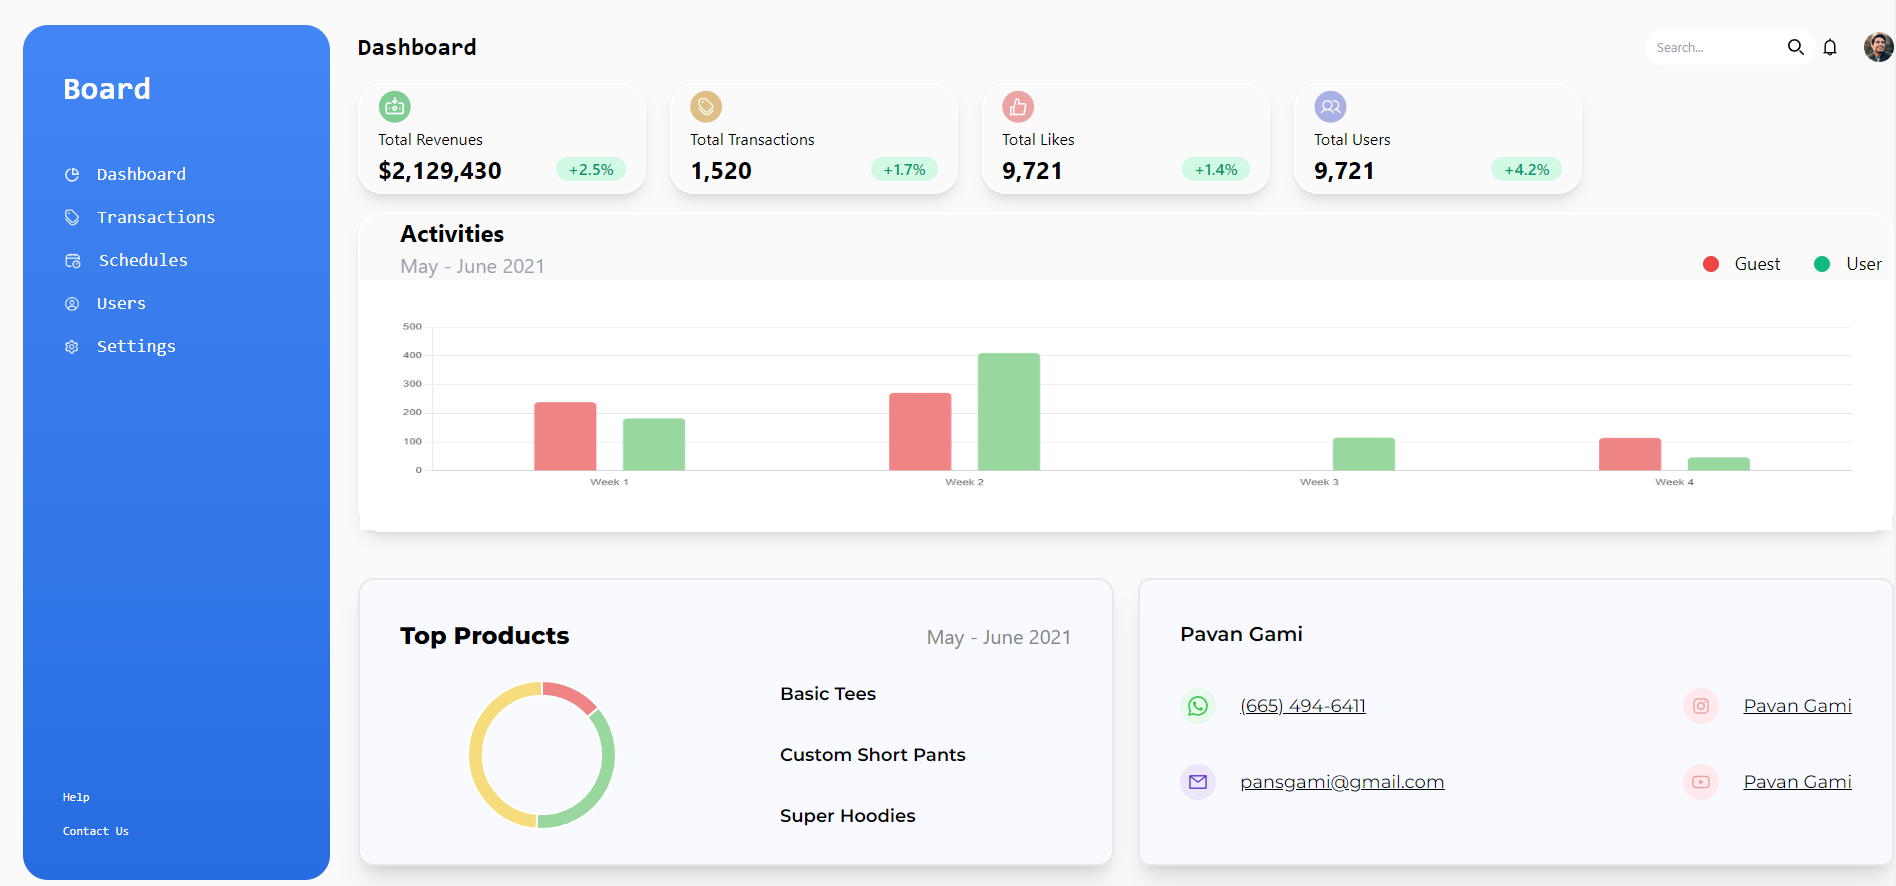 Board
Dashboard
Transactions
Schedules
Users
Settings
Help
Contact Us
Dashboard
Search...
Total Revenues
$2,129,430
+2.5%
Total Transactions
1,520
+1.7%
Total Likes
9,721
+1.4%
Total Users
9,721
+4.2%
Activities
May - June 2021
Guest
User
500
400
300
200
100
0
Week 1
Week 2
Week 3
Week 4
Top Products
May - June 2021
Basic Tees
Custom Short Pants
Super Hoodies
Pavan Gami
(665) 494-6411
Pavan Gami
pansgami@gmail.com
Pavan Gami